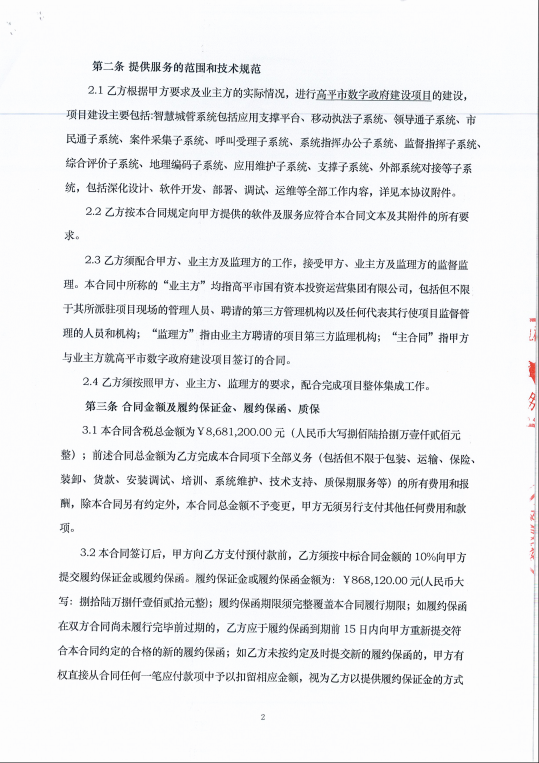 第二条 提供服务的范围和技术规范
2.1 乙方根据甲方要求及业主方的实际情况，进行高平市数字政府建设项目的建设，
项目建设主要包括:智慧城管系统包括应用支撑平台、移动执法子系统、领导通子系统、市
民通子系统、案件采集子系统、呼叫受理子系统、系统指挥办公子系统、监督指挥子系统、
综合评价子系统、地理编码子系统、应用维护子系统、支撑子系统、外部系统对接等子系
统，包括深化设计、软件开发、部署、调试、运维等全部工作内容，详见本协议附件。
2.2 乙方按本合同规定向甲方提供的软件及服务应符合本合同文本及其附件的所有要
求。
2.3 乙方须配合甲方、业主方及监理方的工作，接受甲方、业主方及监理方的监督监
理。本合同中所称的“业主方”均指高平市国有资本投资运营集团有限公司，包括但不限
于其所派驻项目现场的管理人员、聘请的第三方管理机构以及任何代表其行使项目监督管
理的人员和机构；“监理方”指由业主方聘请的项目第三方监理机构；“主合同”指甲方
与业主方就高平市数字政府建设项目签订的合同。
2.4 乙方须按照甲方、业主方、监理方的要求，配合完成项目整体集成工作。
第三条 合同金额及履约保证金、履约保函、质保
3.1 本合同含税总金额为￥8,681,200.00 元（人民币大写捌佰陆拾捌万壹仟贰佰元
整）；前述合同总金额为乙方完成本合同项下全部义务（包括但不限于包装、运输、保险、
装卸、货款、安装调试、培训、系统维护、技术支持、质保期服务等）的所有费用和报
酬，除本合同另有约定外，本合同总金额不予变更，甲方无须另行支付其他任何费用和款
项。
3.2 本合同签订后，甲方向乙方支付预付款前，乙方须按中标合同金额的 10%向甲方
提交履约保证金或履约保函。履约保证金或履约保函金额为：￥868,120.00 元(人民币大
写：捌拾陆万捌仟壹佰贰拾元整)；履约保函期限须完整覆盖本合同履行期限；如履约保函
在双方合同尚未履行完毕前过期的，乙方应于履约保函到期前 15 日内向甲方重新提交符
合本合同约定的合格的新的履约保函；如乙方未按约定及时提交新的履约保函的，甲方有
权直接从合同任何一笔应付款项中予以扣留相应金额，视为乙方以提供履约保证金的方式
2